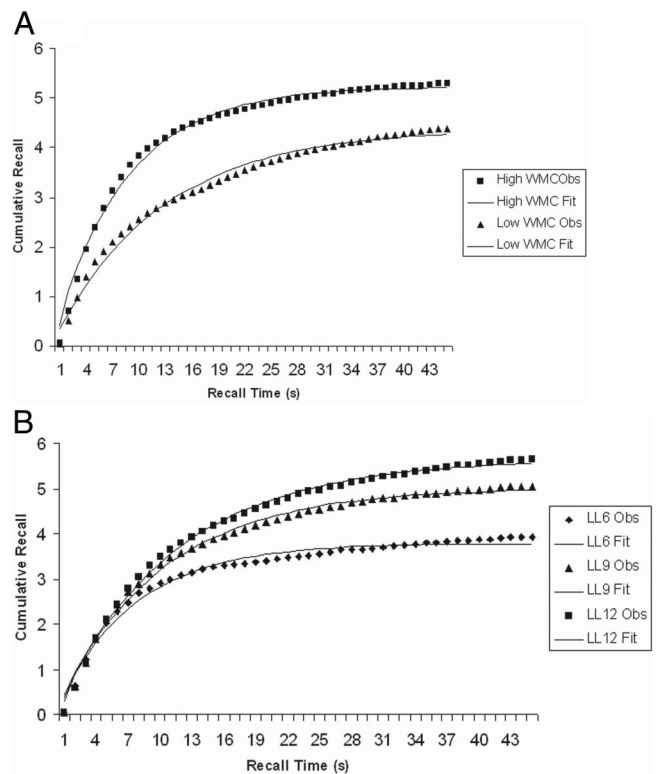 A
6
5
4
3
2
1
0
Cumulative Recall
1 4 7 10 13 16 19 22 25 28 31 34 37 40 43
Recall Time (s)
High WMCObs
High WMC Fit
Low WMC Obs
Low WMC Fit
B
6
5
4
3
2
1
0
Cumulative Recall
1 4 7 10 13 16 19 22 25 28 31 34 37 40 43
Recall Time (s)
LL6 Obs
LL6 Fit
LL9 Obs
LL9 Fit
LL12 Obs
LL12 Fit